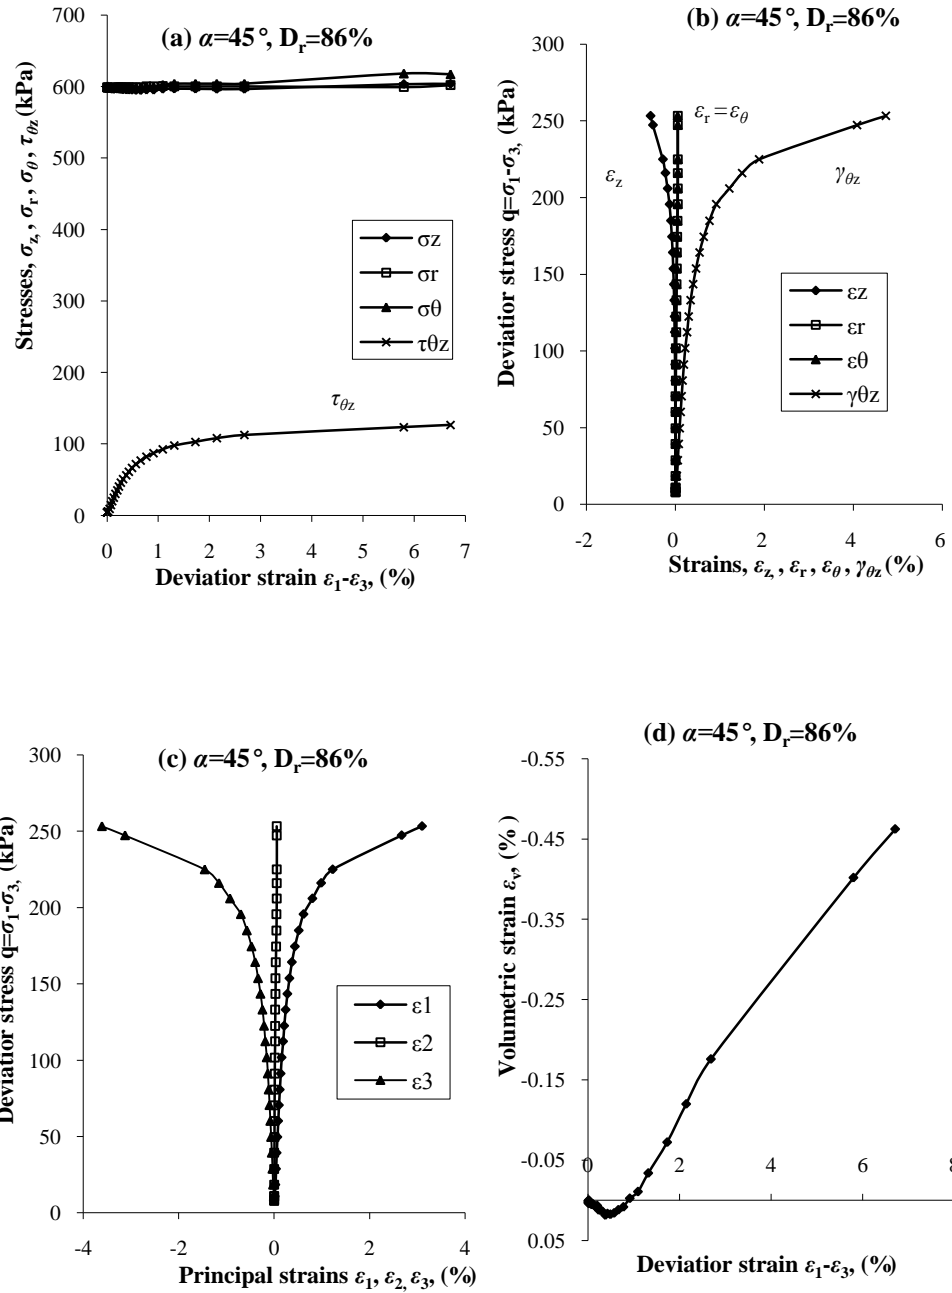 (a) α=45°, Dr=86%
Stresses, σz, , σr, σθ, τθz (kPa)
700
600
500
400
300
200
100
0
σz
σr
σθ
τθz
τθz
0 1 2 3 4 5 6 7
Deviatior strain ε1-ε3, (%)
(b) α=45°, Dr=86%
Deviatior stress q=σ1-σ3, (kPa)
300
250
200
150
100
50
0
εr = εθ
εz
γθz
εz
εr
εθ
γθz
-2 0 2 4 6
Strains, εz, , εr , εθ , γθz (%)
(c) α=45°, Dr=86%
Deviatior stress q=σ1-σ3, (kPa)
300
250
200
150
100
50
0
ε1
ε2
ε3
-4 -2 0 2 4
Principal strains ε1, ε2, ε3, (%)
(d) α=45°, Dr=86%
Volumetric strain εv, (%)
-0.55
-0.45
-0.35
-0.25
-0.15
-0.05
0.05
0 2 4 6 8
Deviatior strain ε1-ε3, (%)